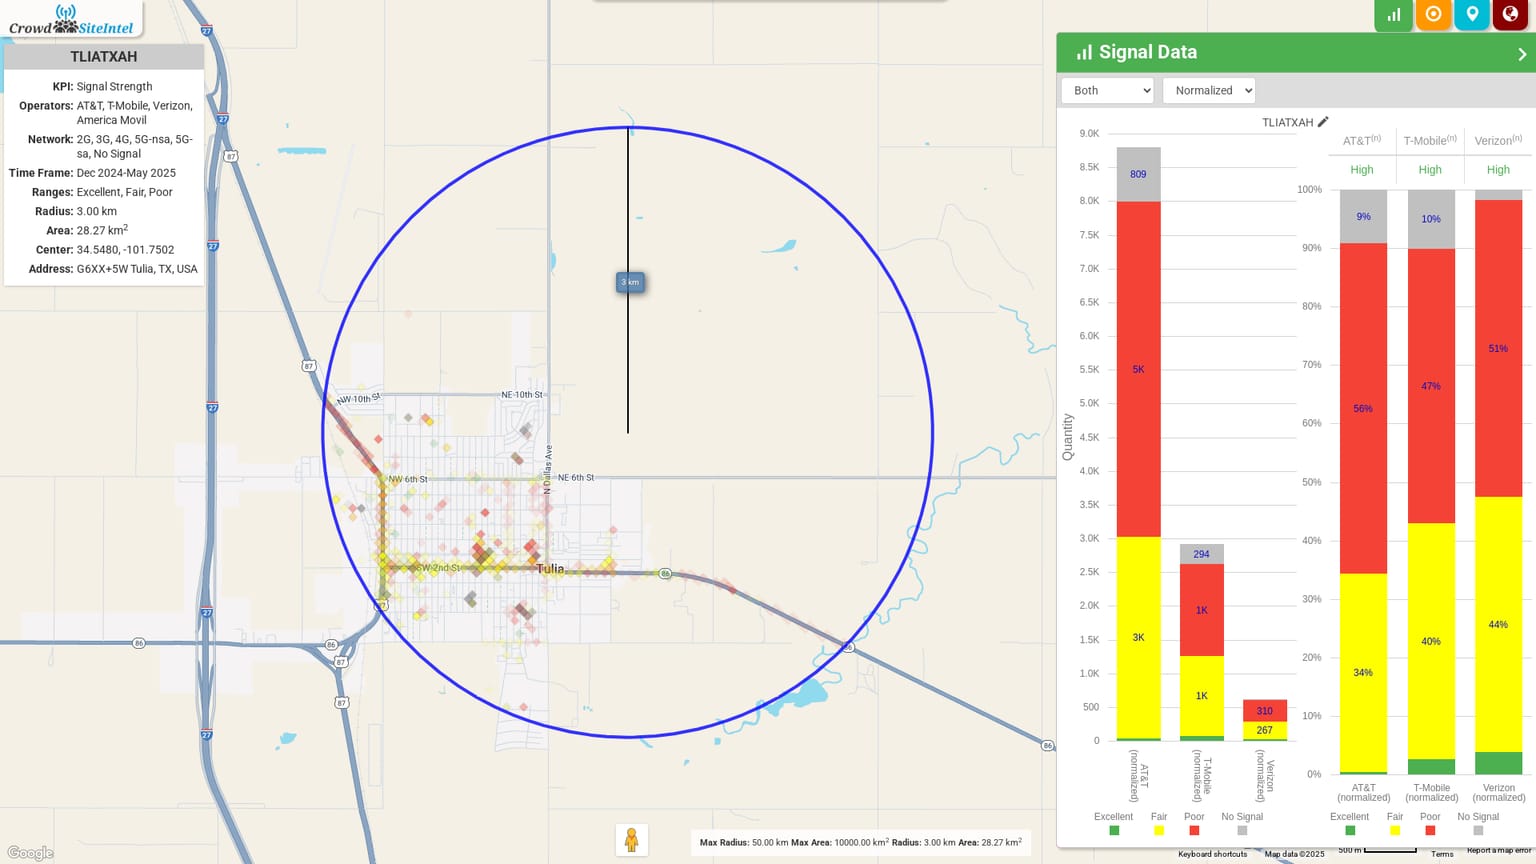 Crowd SiteIntel
TLIATXAH
KPI: Signal Strength
Operators: AT&T, T-Mobile, Verizon,
America Movil
Network: 2G, 3G, 4G, 5G-nsa, 5G-
sa, No Signal
Time Frame: Dec 2024-May 2025
Ranges: Excellent, Fair, Poor
Radius: 3.00 km
Area: 28.27 km²
Center: 34.5480, -101.7502
Address: G6XX+5W Tulia, TX, USA
27
27
87
27
87
27
3 km
NW 10th St
NE 10th St
NW 6th St
NE 6th St
N Dallas Ave
SW 2nd St
Tulia
86
87
27
86
86
87
86
87
27
86
Google
Max Radius: 50.00 km Max Area: 10000.00 km² Radius: 3.00 km Area: 28.27 km²
Signal Data
Both
Normalized
TLIATXAH
Quantity
9.0K
8.5K
8.0K
7.5K
7.0K
6.5K
6.0K
5.5K
5.0K
4.5K
4.0K
3.5K
3.0K
2.5K
2.0K
1.5K
1.0K
500
0
809
5K
3K
294
1K
1K
310
267
AT&T
(normalized)
T-Mobile
(normalized)
Verizon
(normalized)
Excellent Fair Poor No Signal
AT&T(n) T-Mobile(n) Verizon(n)
High High High
100%
90%
80%
70%
60%
50%
40%
30%
20%
10%
0%
9%
56%
34%
10%
47%
40%
51%
44%
AT&T
(normalized)
T-Mobile
(normalized)
Verizon
(normalized)
Excellent Fair Poor No Signal
Keyboard shortcuts Map data ©2025 500 m Terms Report a map error